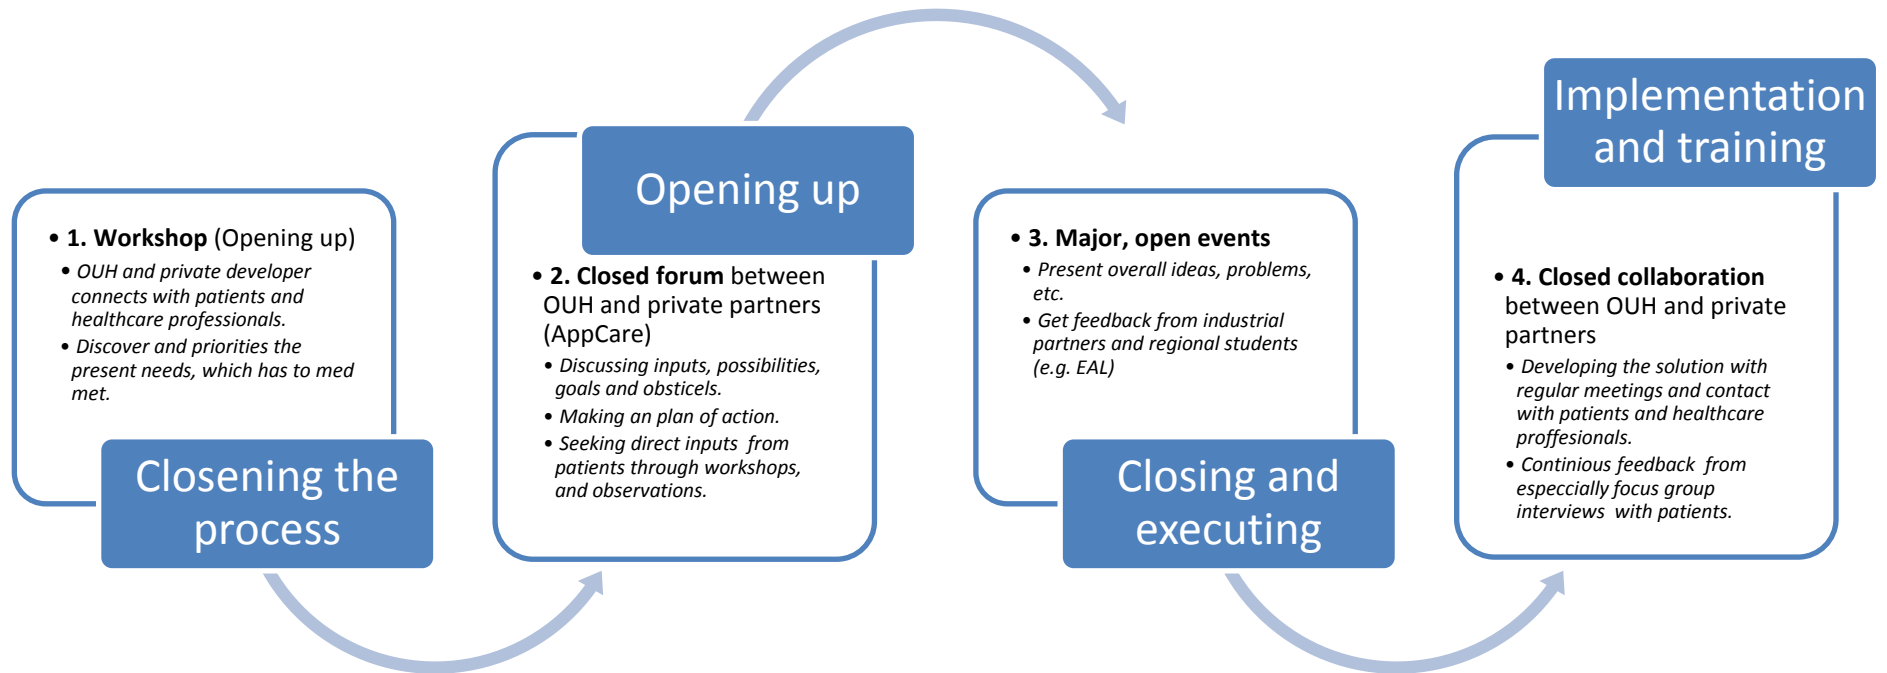 • 1. Workshop (Opening up)
• OUH and private developer
connects with patients and
healthcare professionals.
• Discover and priorities the
present needs, which has to med
met.
Closening the
process
Opening up
• 2. Closed forum between
OUH and private partners
(AppCare)
• Discussing inputs, possibilities,
goals and obsticels.
• Making an plan of action.
• Seeking direct inputs from
patients through workshops,
and observations.
• 3. Major, open events
• Present overall ideas, problems,
etc.
• Get feedback from industrial
partners and regional students
(e.g. EAL)
Closing and
executing
Implementation
and training
• 4. Closed collaboration
between OUH and private
partners
• Developing the solution with
regular meetings and contact
with patients and healthcare
proffesionals.
• Continious feedback from
especcially focus group
interviews with patients.